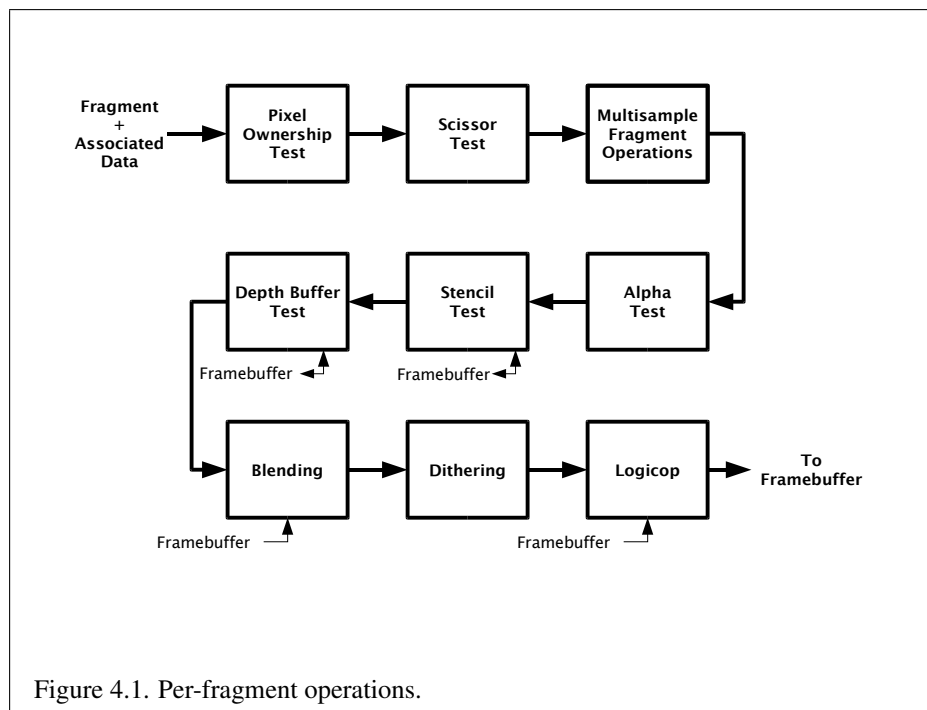 Fragment
+
Associated
Data
Pixel
Ownership
Test
Scissor
Test
Multisample
Fragment
Operations
Depth Buffer
Test
Stencil
Test
Alpha
Test
Framebuffer
Framebuffer
Blending
Dithering
Logicop
To
Framebuffer
Framebuffer
Framebuffer
Figure 4.1. Per-fragment operations.